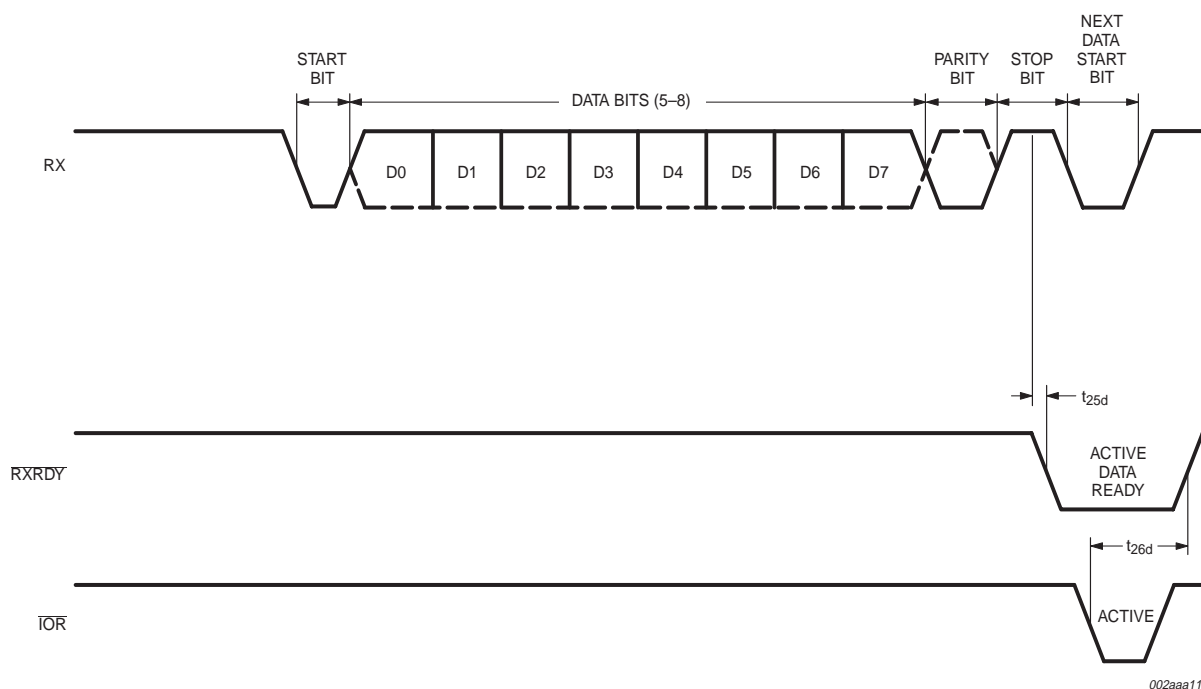 START
BIT
DATA BITS (5–8)
PARITY
BIT
STOP
BIT
NEXT
DATA
START
BIT
RX
D0 D1 D2 D3 D4 D5 D6 D7
t25d
RXRDY
ACTIVE
DATA
READY
t26d
IOR
ACTIVE
002aaa11